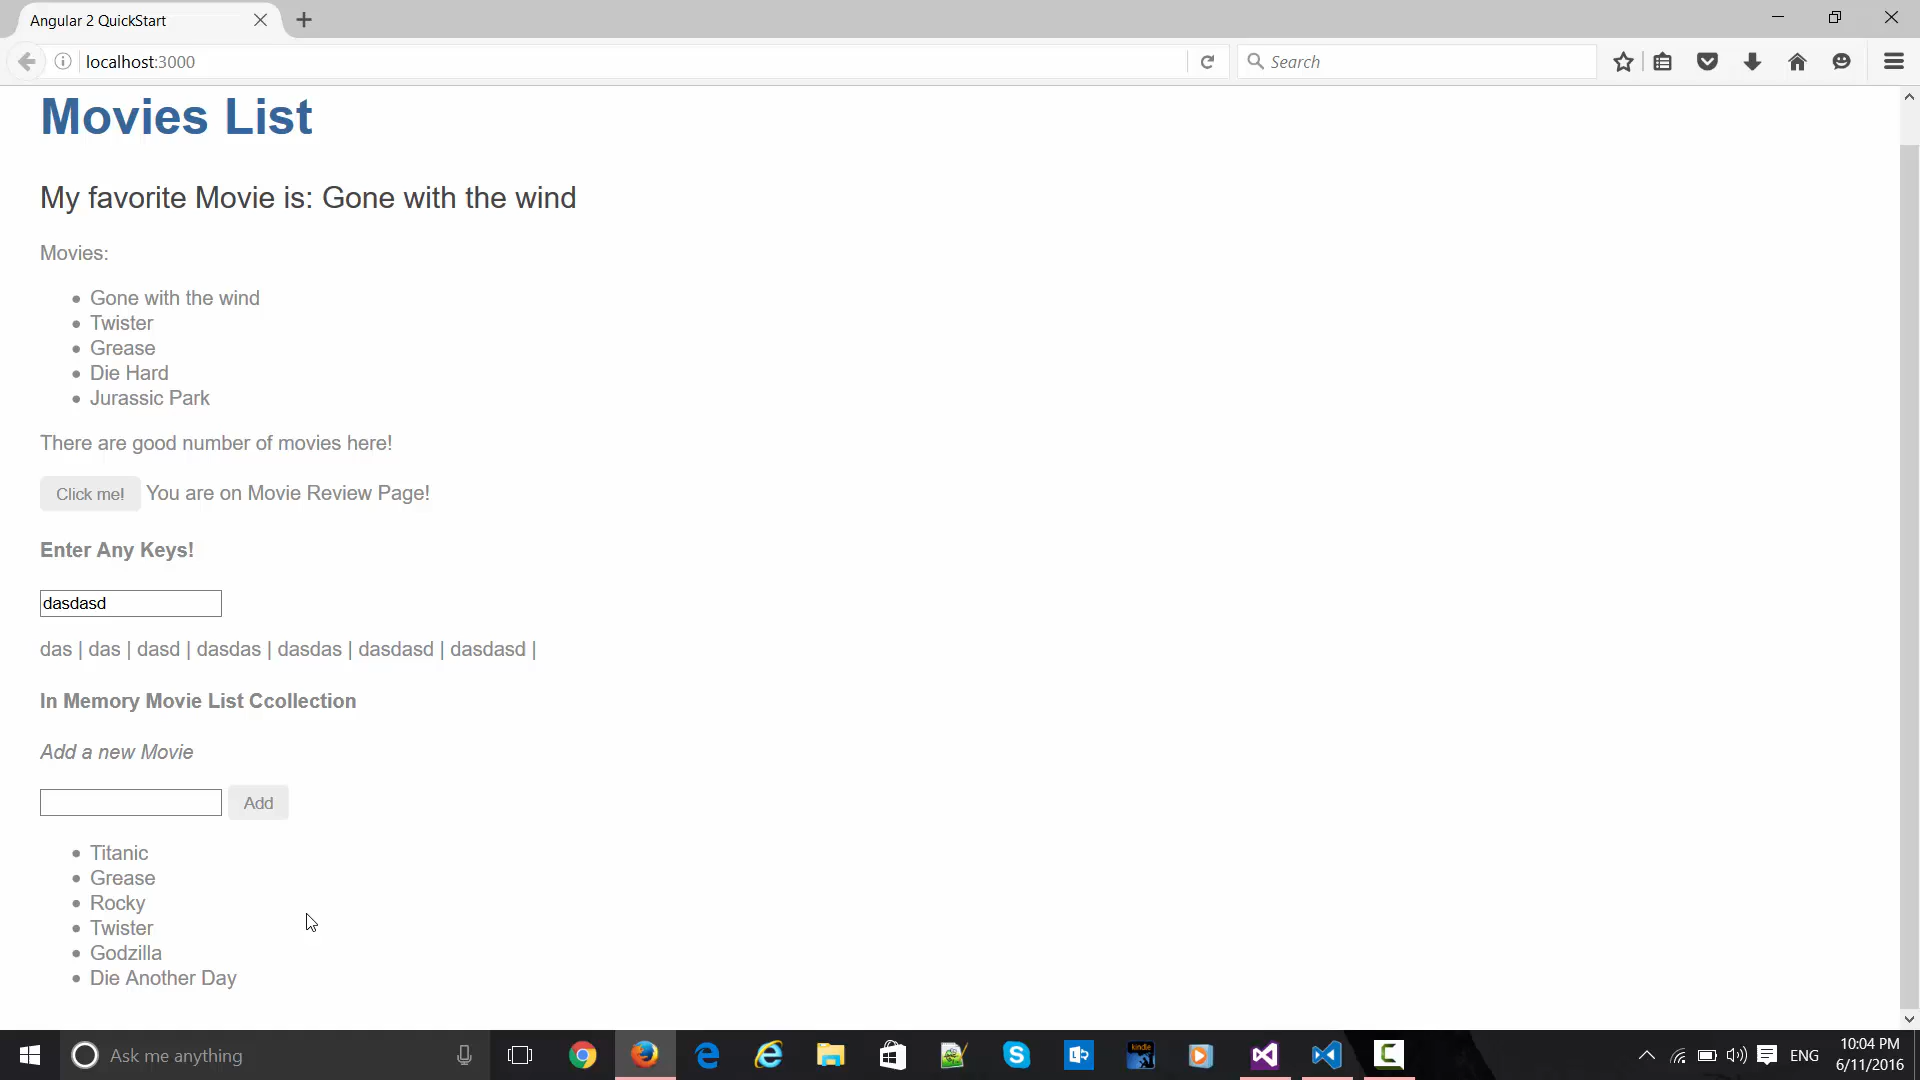 Angular 2 QuickStart
localhost:3000
Search
Movies List
My favorite Movie is: Gone with the wind
Movies:
Gone with the wind
Twister
Grease
Die Hard
Jurassic Park
There are good number of movies here!
Click me! You are on Movie Review Page!
Enter Any Keys!
dasdasd
das | das | dasd | dasdas | dasdas | dasdasd | dasdasd |
In Memory Movie List Ccollection
Add a new Movie
Add
Titanic
Grease
Rocky
Twister
Godzilla
Die Another Day
Ask me anything
kindle
ENG
10:04 PM
6/11/2016